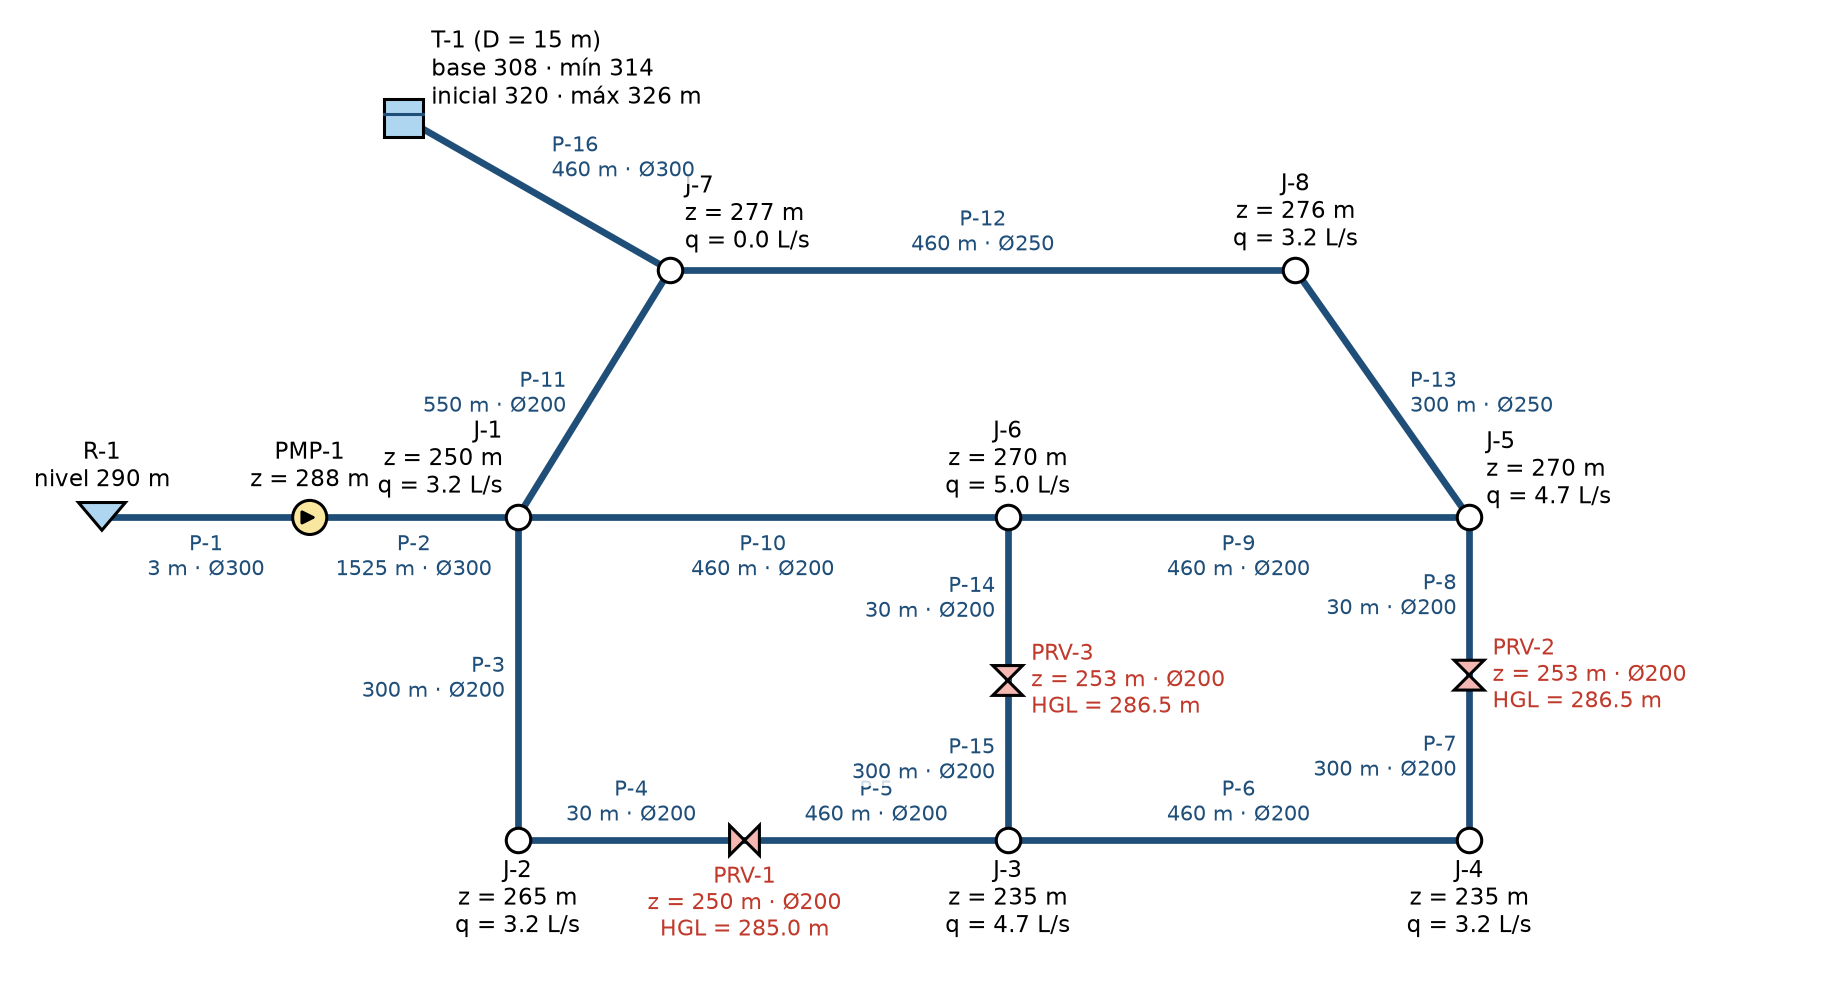 T-1 (D = 15 m)
base 308 · mín 314
inicial 320 · máx 326 m
P-16
460 m · Ø300
J-7
z = 277 m
q = 0.0 L/s
P-12
460 m · Ø250
J-8
z = 276 m
q = 3.2 L/s
P-11
550 m · Ø200
P-13
300 m · Ø250
R-1
nivel 290 m
PMP-1
z = 288 m
J-1
z = 250 m
q = 3.2 L/s
J-6
z = 270 m
q = 5.0 L/s
J-5
z = 270 m
q = 4.7 L/s
P-1
3 m · Ø300
P-2
1525 m · Ø300
P-10
460 m · Ø200
P-9
460 m · Ø200
P-14
30 m · Ø200
P-8
30 m · Ø200
P-3
300 m · Ø200
PRV-3
z = 253 m · Ø200
HGL = 286.5 m
PRV-2
z = 253 m · Ø200
HGL = 286.5 m
P-15
300 m · Ø200
P-7
300 m · Ø200
P-4
30 m · Ø200
P-5
460 m · Ø200
P-6
460 m · Ø200
J-2
z = 265 m
q = 3.2 L/s
PRV-1
z = 250 m · Ø200
HGL = 285.0 m
J-3
z = 235 m
q = 4.7 L/s
J-4
z = 235 m
q = 3.2 L/s